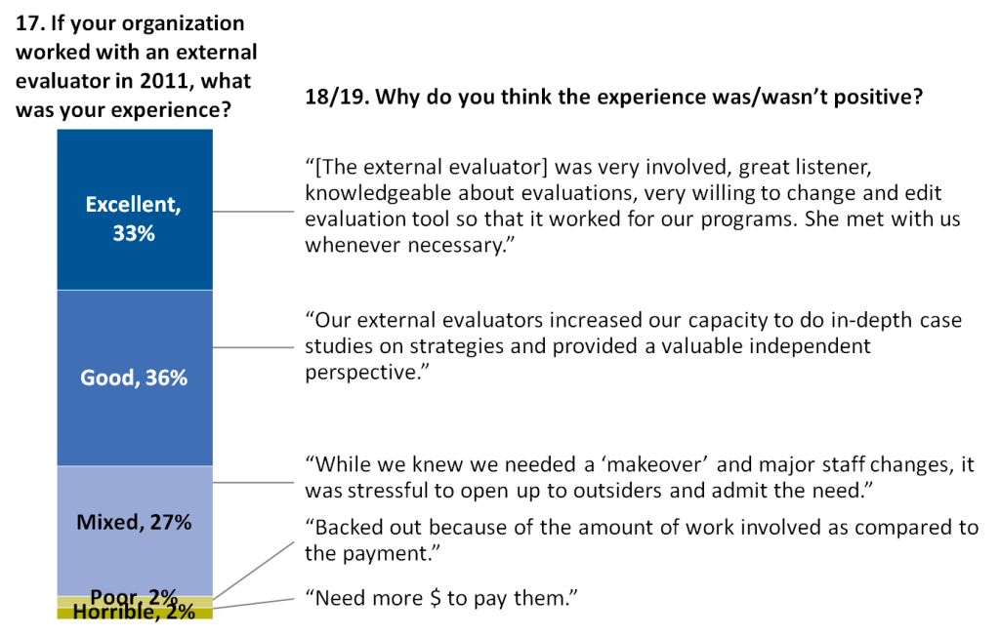 17. If your organization
worked with an external
evaluator in 2011, what
was your experience?
18/19. Why do you think the experience was/wasn’t positive?
Excellent,
33%
“[The external evaluator] was very involved, great listener,
knowledgeable about evaluations, very willing to change and edit
evaluation tool so that it worked for our programs. She met with us
whenever necessary.”
Good, 36%
“Our external evaluators increased our capacity to do in-depth case
studies on strategies and provided a valuable independent
perspective.”
Mixed, 27%
“While we knew we needed a ‘makeover’ and major staff changes, it
was stressful to open up to outsiders and admit the need.”
Poor, 2%
“Backed out because of the amount of work involved as compared to
the payment.”
Horrible, 2%
“Need more $ to pay them.”